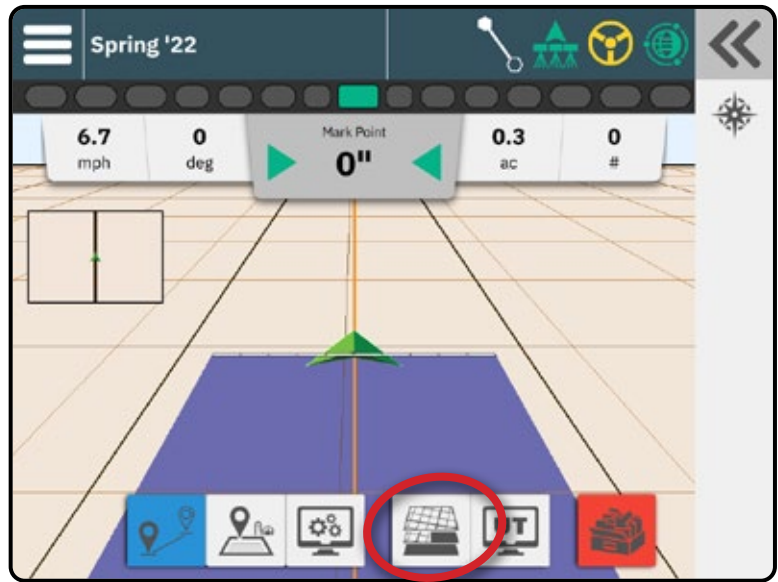 Spring '22
6.7
mph
0
deg
Mark Point
0"
0.3
ac
0
#
UT